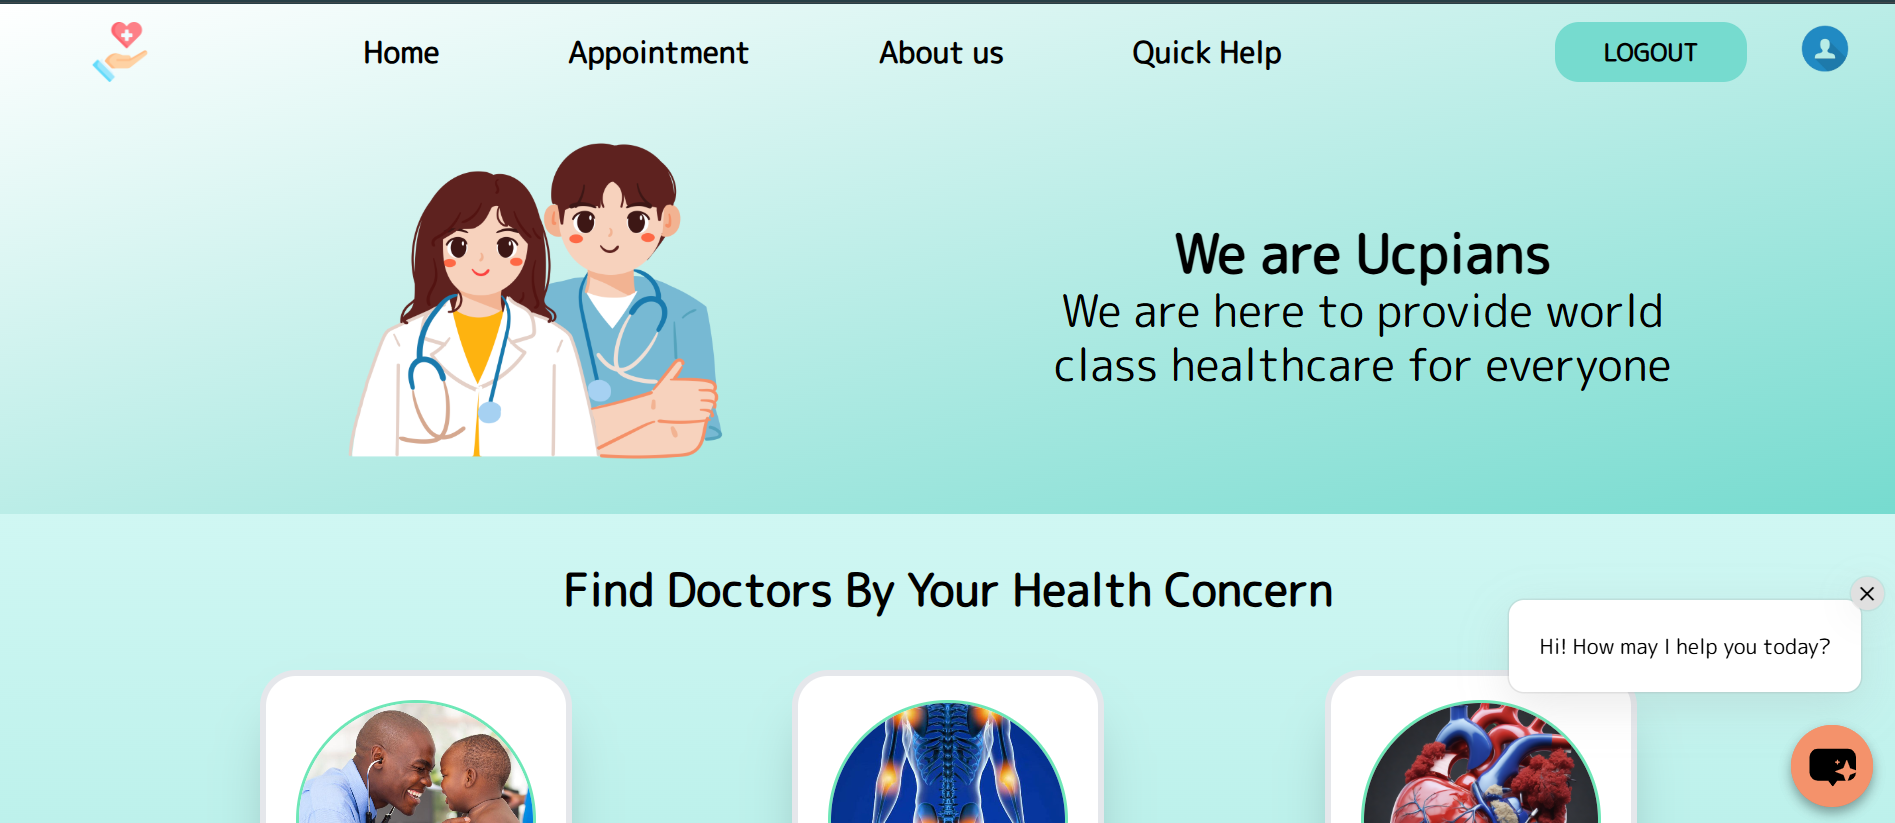 Home
Appointment
About us
Quick Help
LOGOUT
We are Ucpians
We are here to provide world
class healthcare for everyone
Find Doctors By Your Health Concern
Hi! How may I help you today?